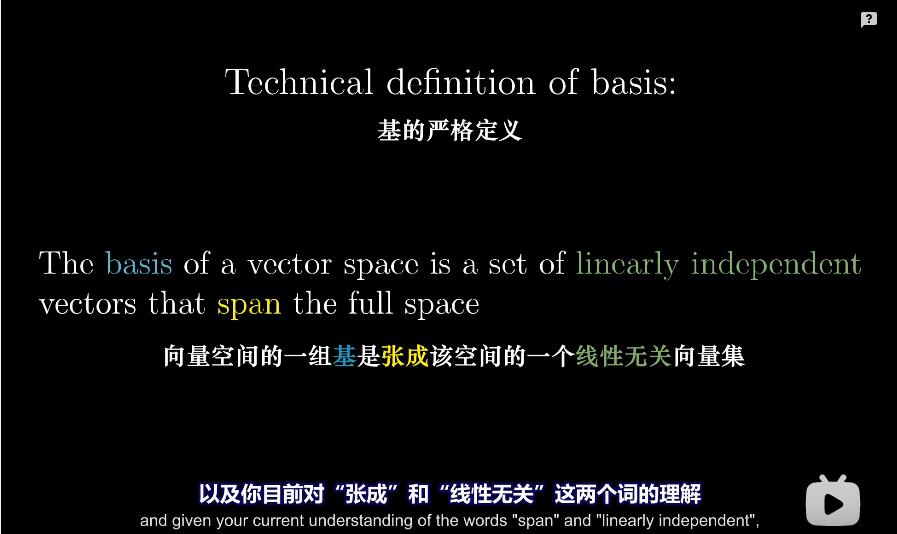 Technical definition of basis:
基的严格定义
The basis of a vector space is a set of linearly independent
vectors that span the full space
向量空间的一组基是张成该空间的一个线性无关向量集
以及你目前对“张成”和“线性无关”这两个词的理解
and given your current understanding of the words "span" and "linearly independent",